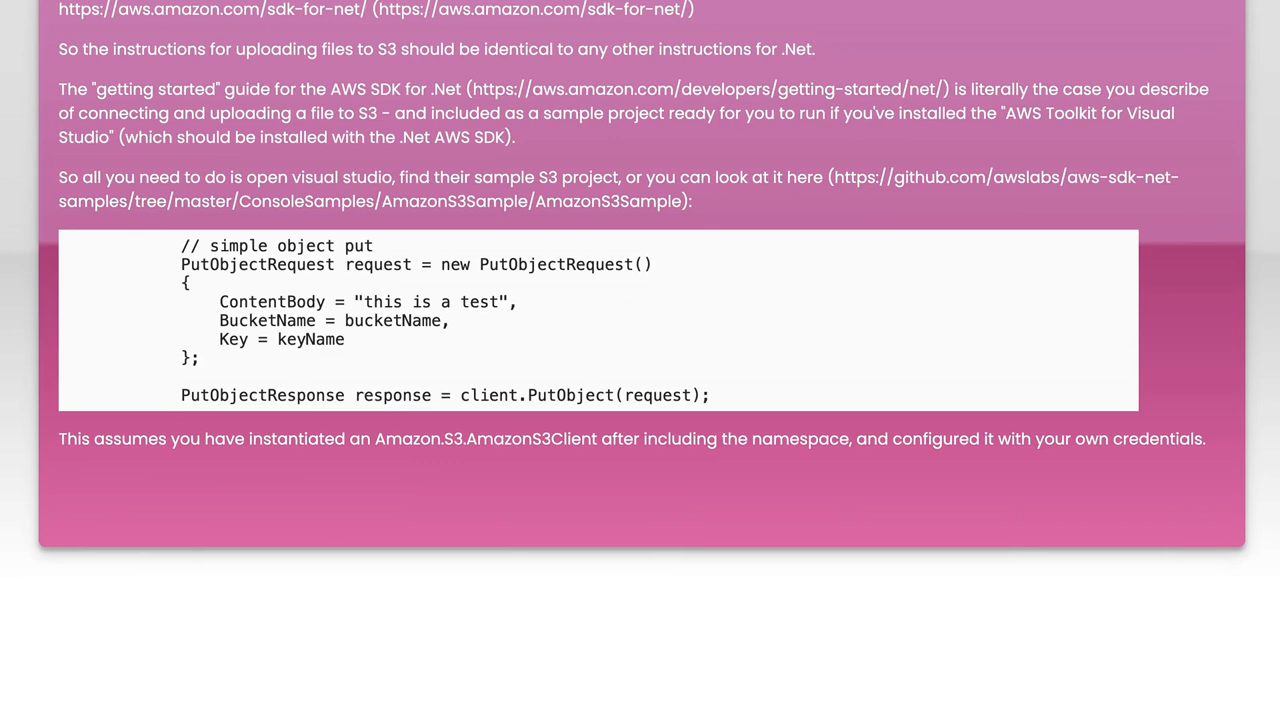 https://aws.amazon.com/sdk-for-net/ (https://aws.amazon.com/sdk-for-net/)
So the instructions for uploading files to S3 should be identical to any other instructions for .Net.
The "getting started" guide for the AWS SDK for .Net (https://aws.amazon.com/developers/getting-started/net/) is literally the case you describe
of connecting and uploading a file to S3 - and included as a sample project ready for you to run if you've installed the "AWS Toolkit for Visual
Studio" (which should be installed with the .Net AWS SDK).
So all you need to do is open visual studio, find their sample S3 project, or you can look at it here (https://github.com/awslabs/aws-sdk-net-
samples/tree/master/ConsoleSamples/AmazonS3Sample/AmazonS3Sample):
// simple object put
PutObjectRequest request = new PutObjectRequest()
{
    ContentBody = "this is a test",
    BucketName = bucketName,
    Key = keyName
};
PutObjectResponse response = client.PutObject(request);
This assumes you have instantiated an Amazon.S3.AmazonS3Client after including the namespace, and configured it with your own credentials.